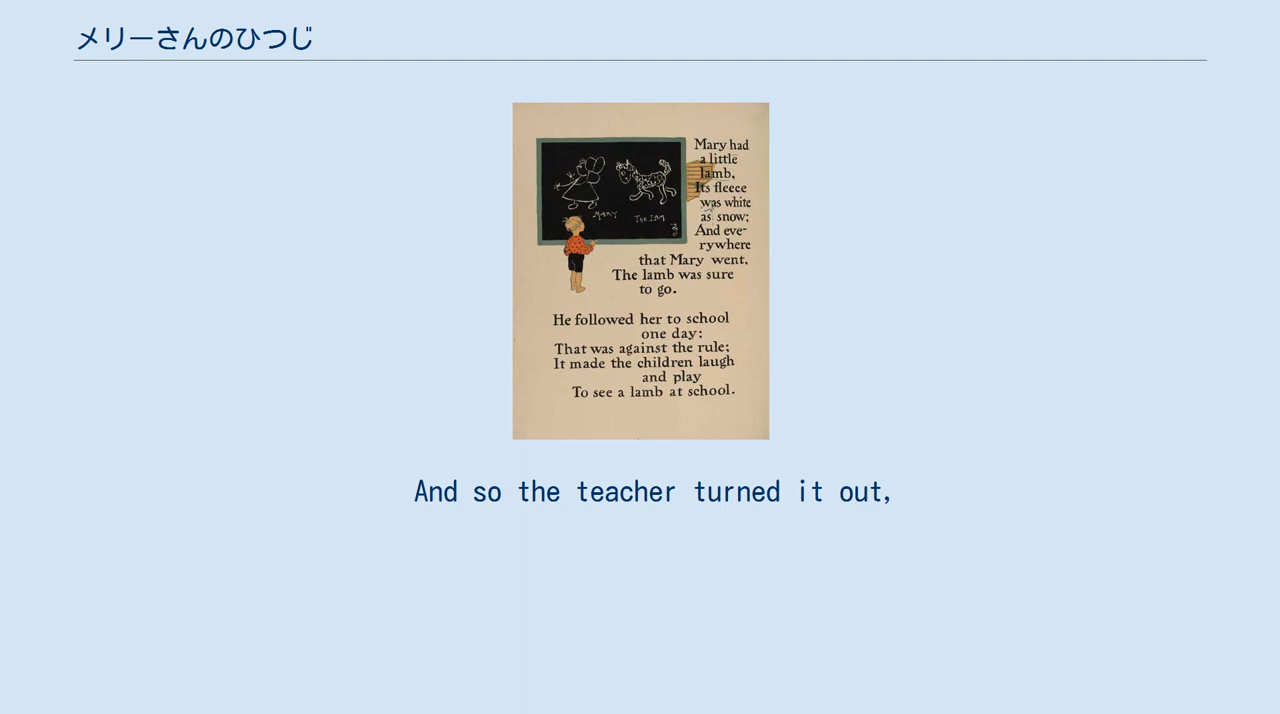 メリーさんのひつじ
Mary had
a little
lamb,
Its fleece
was white
as snow;
And eve-
rywhere
that Mary went,
The lamb was sure
to go.
MARY
He followed her to school
one day;
That was against the rule;
It made the children laugh
and play
To see a lamb at school.
And so the teacher turned it out,